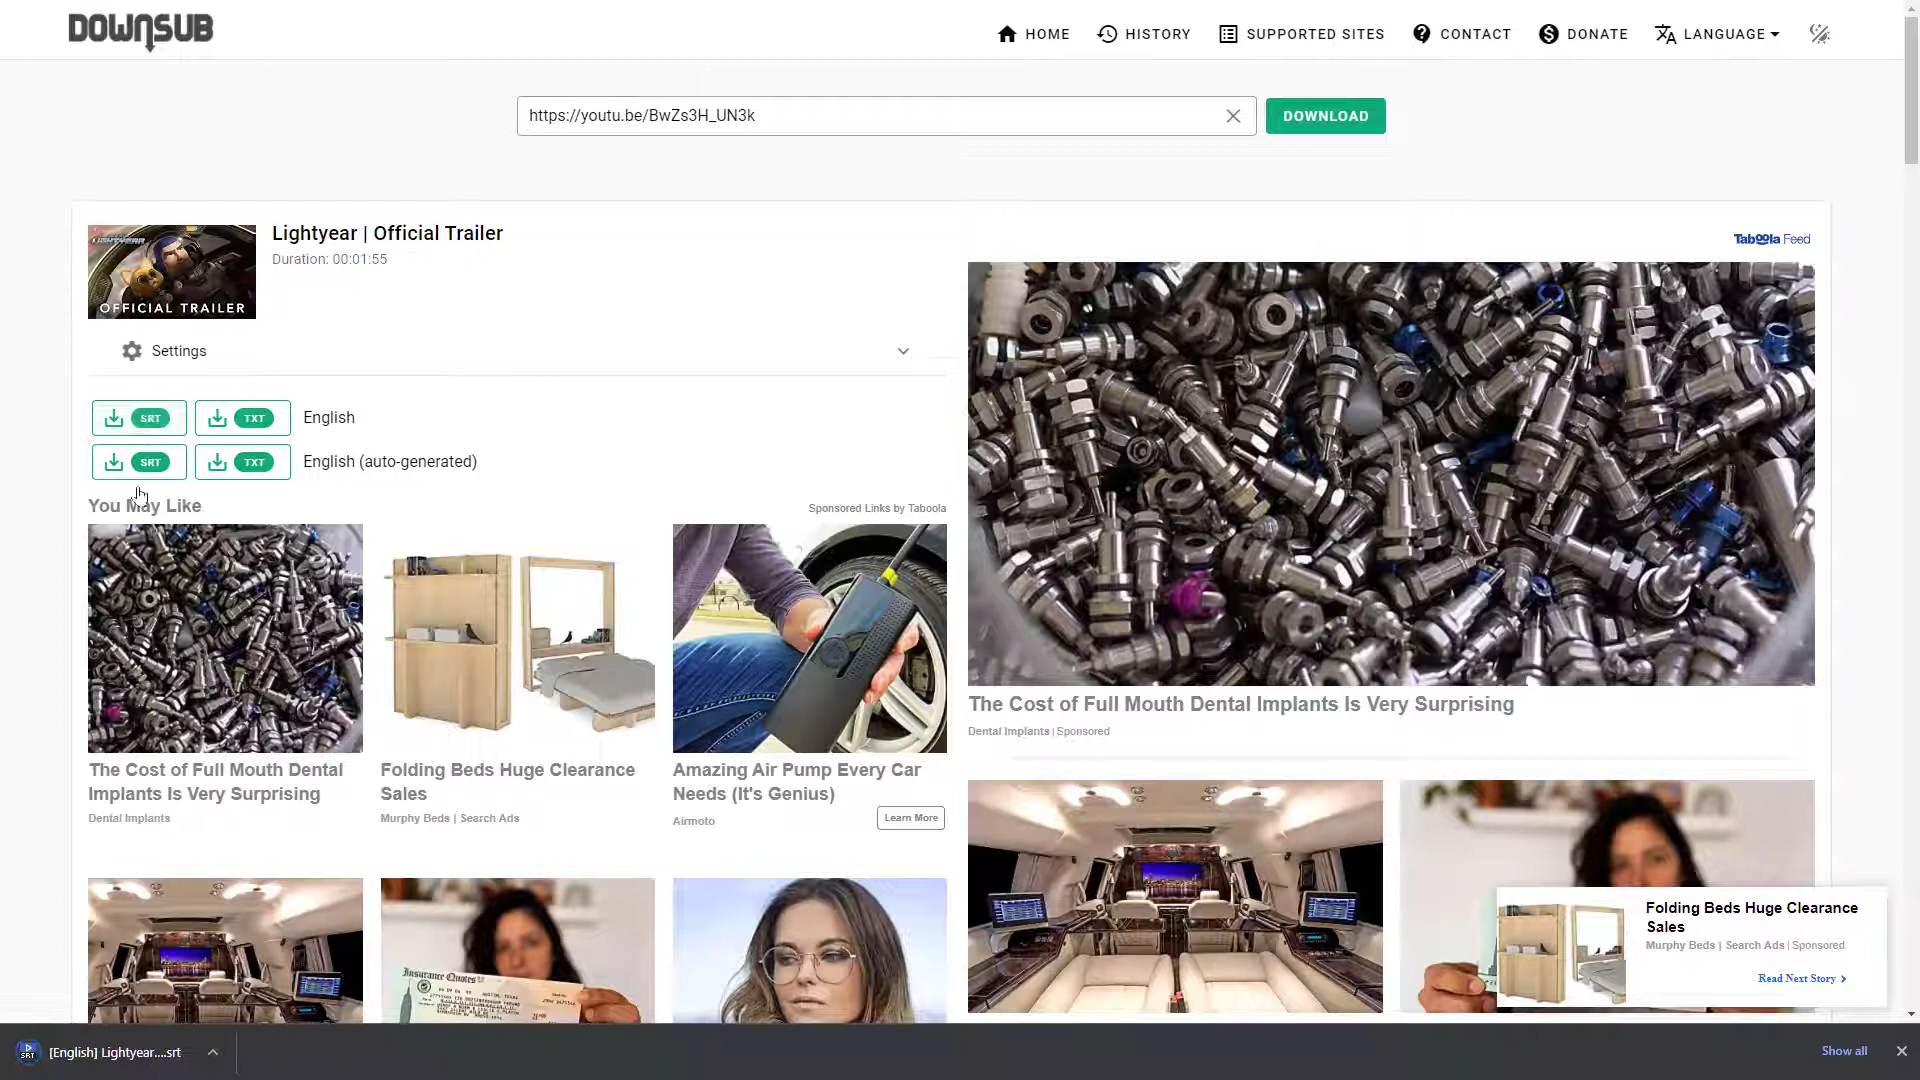 DOWNSUB
HOME
HISTORY
SUPPORTED SITES
CONTACT
DONATE
LANGUAGE
https://youtu.be/BwZs3H_UN3k
DOWNLOAD
LIGHTYEAR
OFFICIAL TRAILER
Lightyear | Official Trailer
Duration: 00:01:55
Settings
SRT
TXT
English
SRT
TXT
English (auto-generated)
You May Like
Sponsored Links by Taboola
The Cost of Full Mouth Dental
Implants Is Very Surprising
Dental Implants
Folding Beds Huge Clearance
Sales
Murphy Beds | Search Ads
Amazing Air Pump Every Car
Needs (It's Genius)
Airmoto
Learn More
Insurance Quotes
Taboola Feed
The Cost of Full Mouth Dental Implants Is Very Surprising
Dental Implants | Sponsored
Folding Beds Huge Clearance
Sales
Murphy Beds | Search Ads | Sponsored
Read Next Story
SRT
[English] Lightyear....srt
Show all